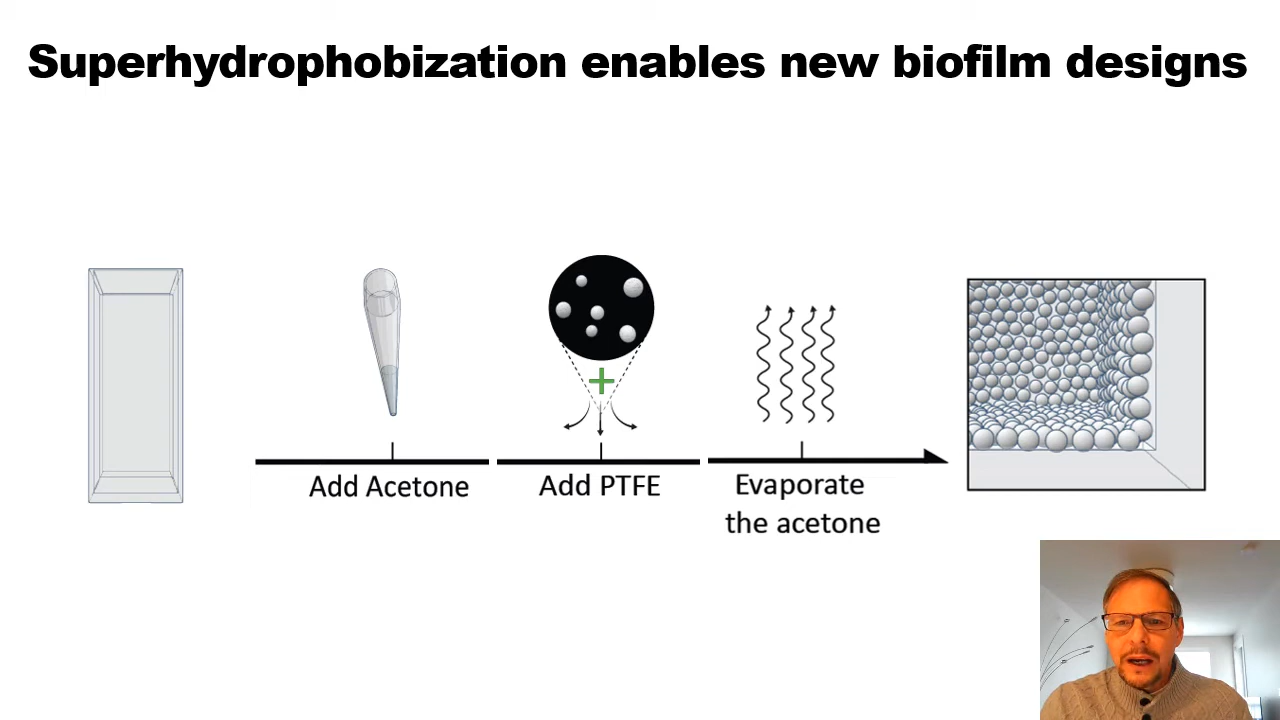 Superhydrophobization enables new biofilm designs
Add Acetone
Add PTFE
Evaporate
the acetone